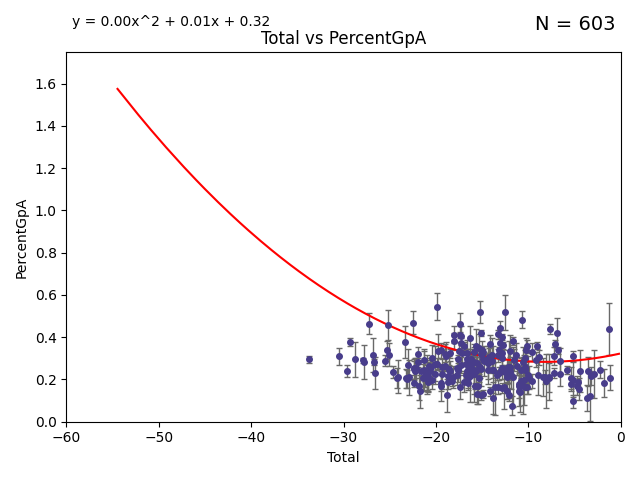 y = 0.00x^2 + 0.01x + 0.32
N = 603
Total vs PercentGpA
1.6
1.4
1.2
1.0
0.8
0.6
0.4
0.2
0.0
PercentGpA
−60 −50 −40 −30 −20 −10 0
Total